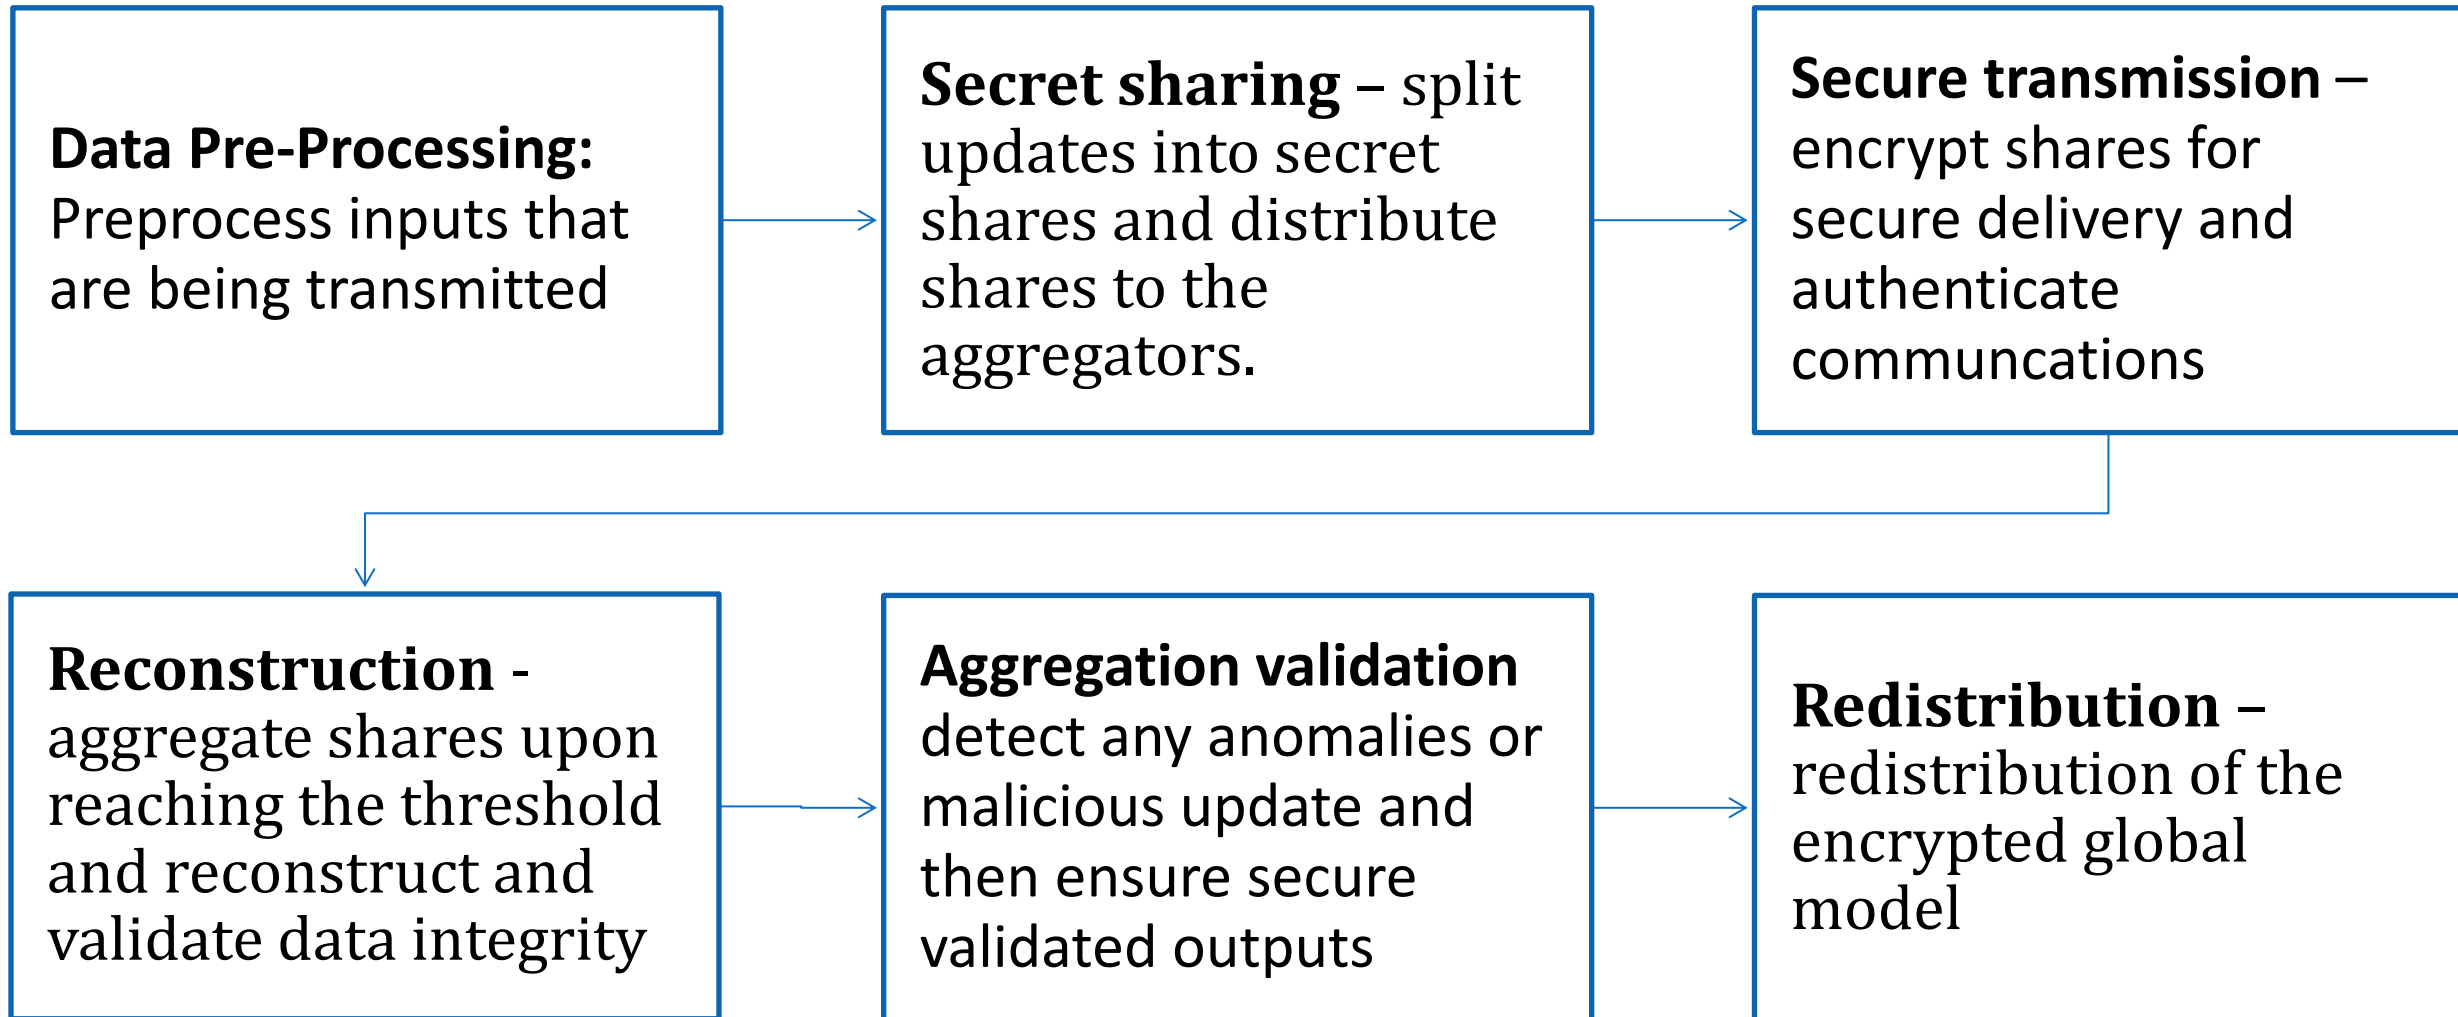 Data Pre-Processing:
Preprocess inputs that
are being transmitted
Secret sharing – split
updates into secret
shares and distribute
shares to the
aggregators.
Secure transmission –
encrypt shares for
secure delivery and
authenticate
communcations
Reconstruction -
aggregate shares upon
reaching the threshold
and reconstruct and
validate data integrity
Aggregation validation
detect any anomalies or
malicious update and
then ensure secure
validated outputs
Redistribution –
redistribution of the
encrypted global
model